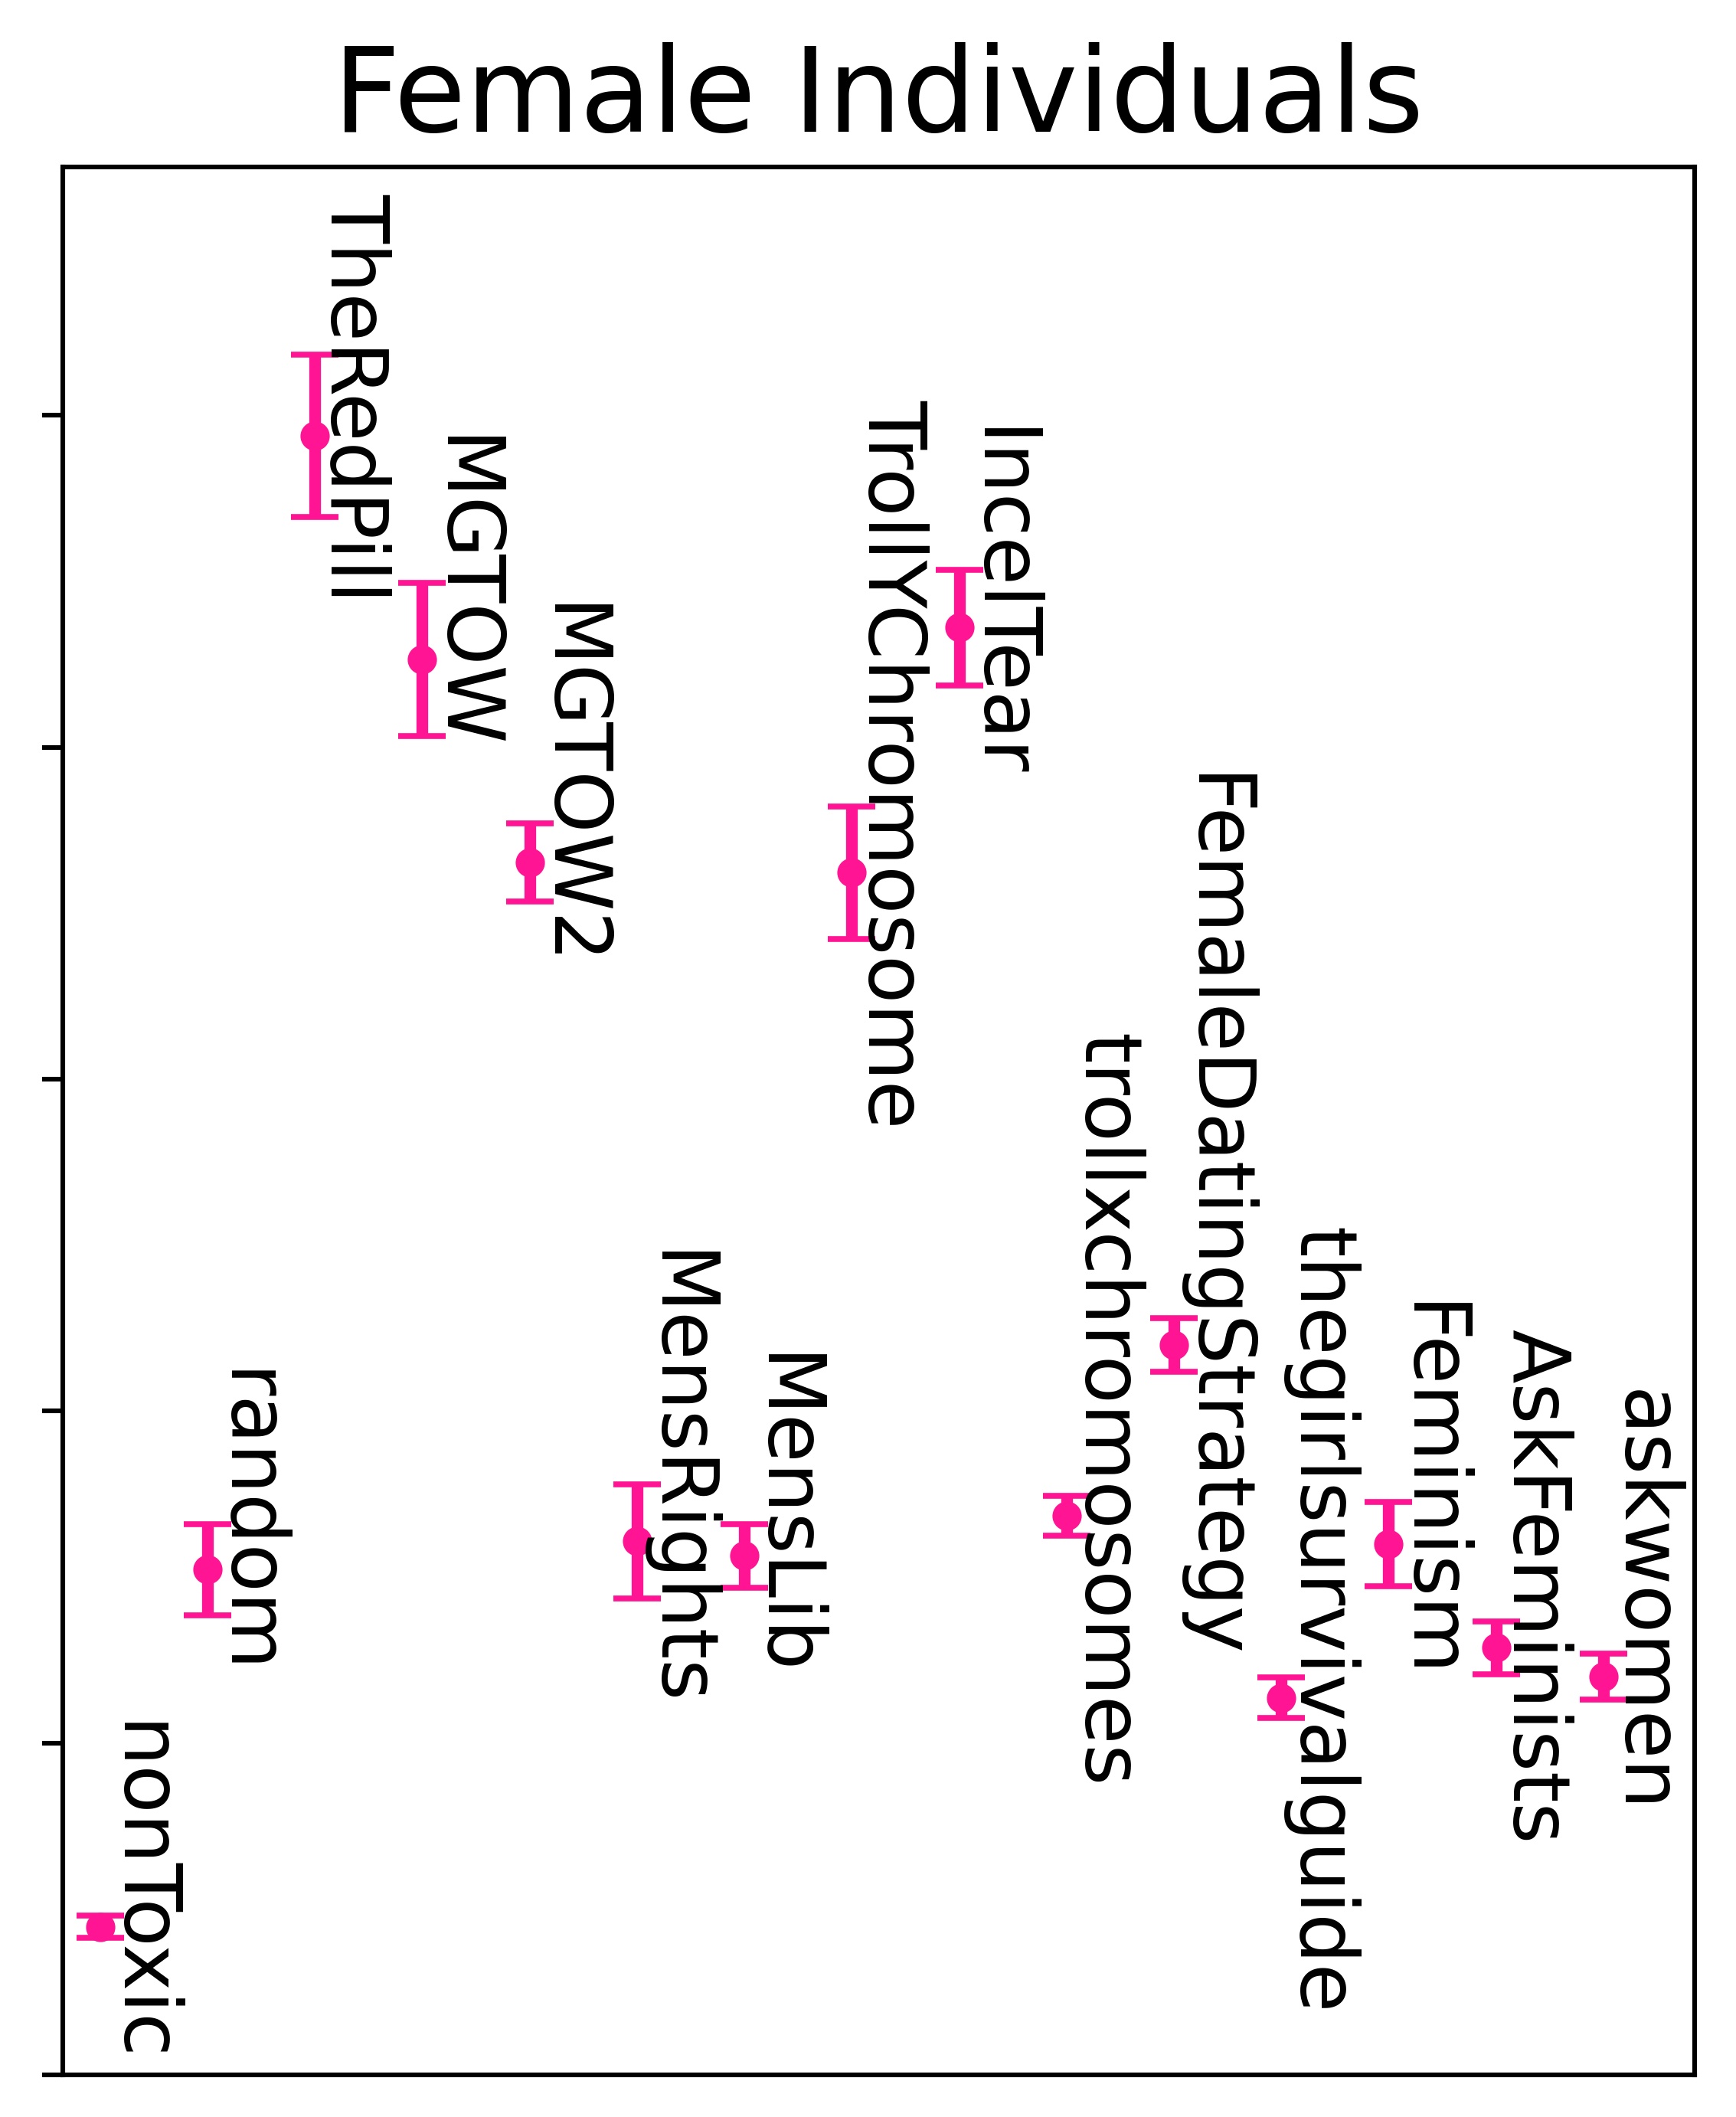 Female Individuals
nonToxic
random
TheRedPill
MGTOW
MGTOW2
MensRights
MensLib
TrollYChromosome
IncelTear
trollxchromosomes
FemaleDatingStrategy
thegirlsurvivalguide
Feminism
AskFeminists
askwomen